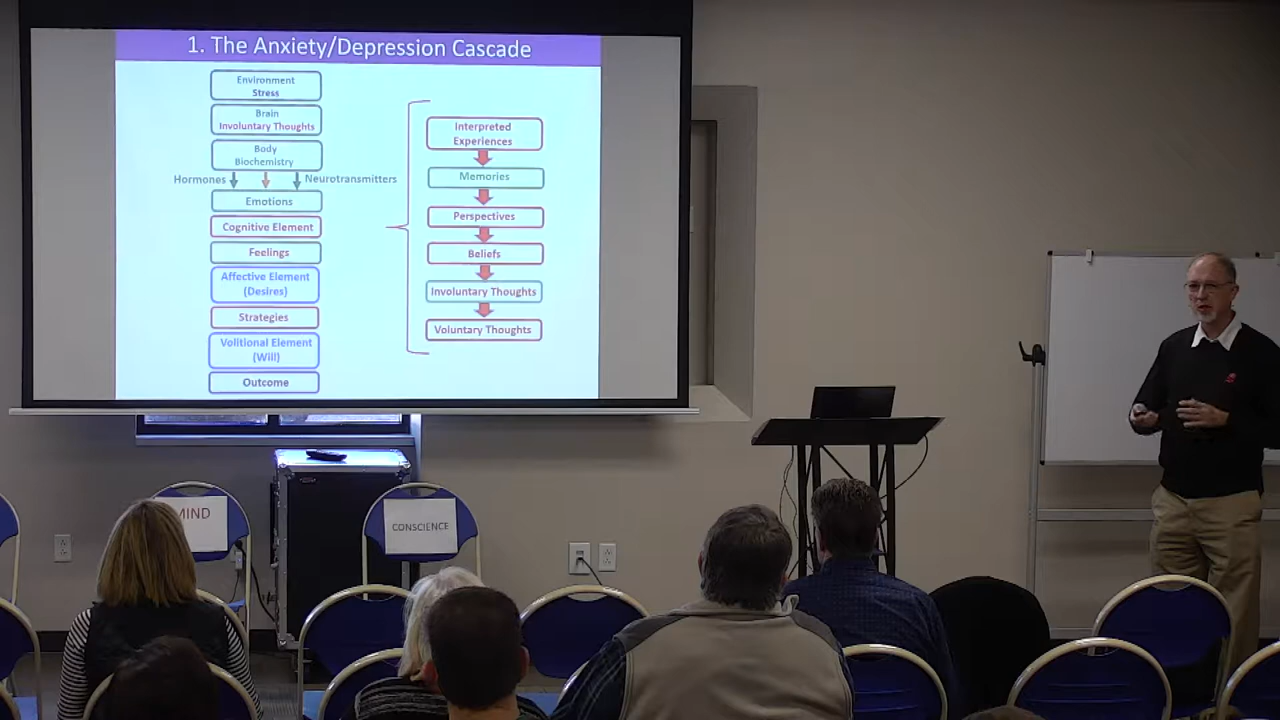 1. The Anxiety/Depression Cascade
Environment
Stress
Brain
Involuntary Thoughts
Body
Biochemistry
Hormones
Neurotransmitters
Emotions
Cognitive Element
Feelings
Affective Element
(Desires)
Strategies
Volitional Element
(Will)
Outcome
Interpreted
Experiences
Memories
Perspectives
Beliefs
Involuntary Thoughts
Voluntary Thoughts
MIND
CONSCIENCE